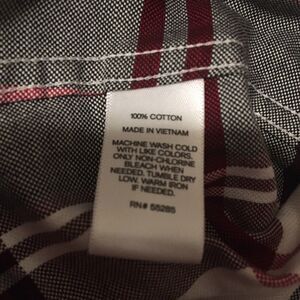 100% COTTON
MADE IN VIETNAM
MACHINE WASH COLD
WITH LIKE COLORS.
ONLY NON-CHLORINE
BLEACH WHEN
NEEDED. TUMBLE DRY
LOW. WARM IRON
IF NEEDED.
RN# 55285